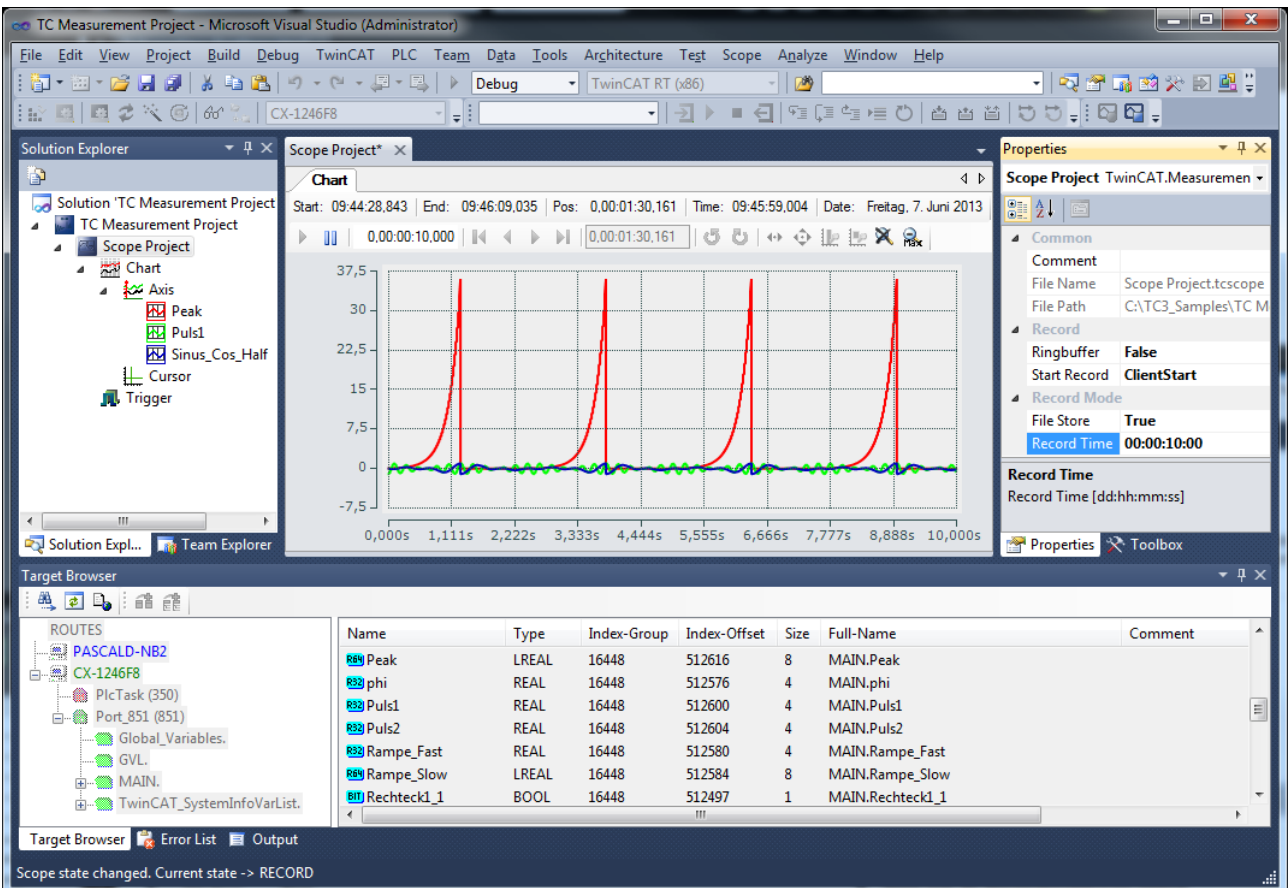 TC Measurement Project - Microsoft Visual Studio (Administrator)
File Edit View Project Build Debug TwinCAT PLC Team Data Tools Architecture Test Scope Analyze Window Help
Debug TwinCAT RT (x86)
CX-1246F8
Solution Explorer
Solution 'TC Measurement Project
TC Measurement Project
Scope Project
Chart
Axis
Peak
Puls1
Sinus_Cos_Half
Cursor
Trigger
Solution Expl... Team Explorer
Scope Project*
Chart
Start: 09:44:28,843 End: 09:46:09,035 Pos: 0,00:01:30,161 Time: 09:45:59,004 Date: Freitag, 7. Juni 2013
0,00:00:10,000 0,00:01:30,161 Max
37,5
30
22,5
15
7,5
0
-7,5
0,000s 1,111s 2,222s 3,333s 4,444s 5,555s 6,666s 7,777s 8,888s 10,000s
Properties
Scope Project TwinCAT.Measuremen
Common
Comment
File Name Scope Project.tcscope
File Path C:\TC3_Samples\TC M
Record
Ringbuffer False
Start Record ClientStart
Record Mode
File Store True
Record Time 00:00:10:00
Record Time
Record Time [dd:hh:mm:ss]
Properties Toolbox
Target Browser
ROUTES
PASCALD-NB2
CX-1246F8
PlcTask (350)
Port_851 (851)
Global_Variables.
GVL.
MAIN.
TwinCAT_SystemInfoVarList.
Name Type Index-Group Index-Offset Size Full-Name Comment
R64 Peak LREAL 16448 512616 8 MAIN.Peak
R32 phi REAL 16448 512576 4 MAIN.phi
R32 Puls1 REAL 16448 512600 4 MAIN.Puls1
R32 Puls2 REAL 16448 512604 4 MAIN.Puls2
R32 Rampe_Fast REAL 16448 512580 4 MAIN.Rampe_Fast
R64 Rampe_Slow LREAL 16448 512584 8 MAIN.Rampe_Slow
BIT Rechteck1_1 BOOL 16448 512497 1 MAIN.Rechteck1_1
Target Browser Error List Output
Scope state changed. Current state -> RECORD